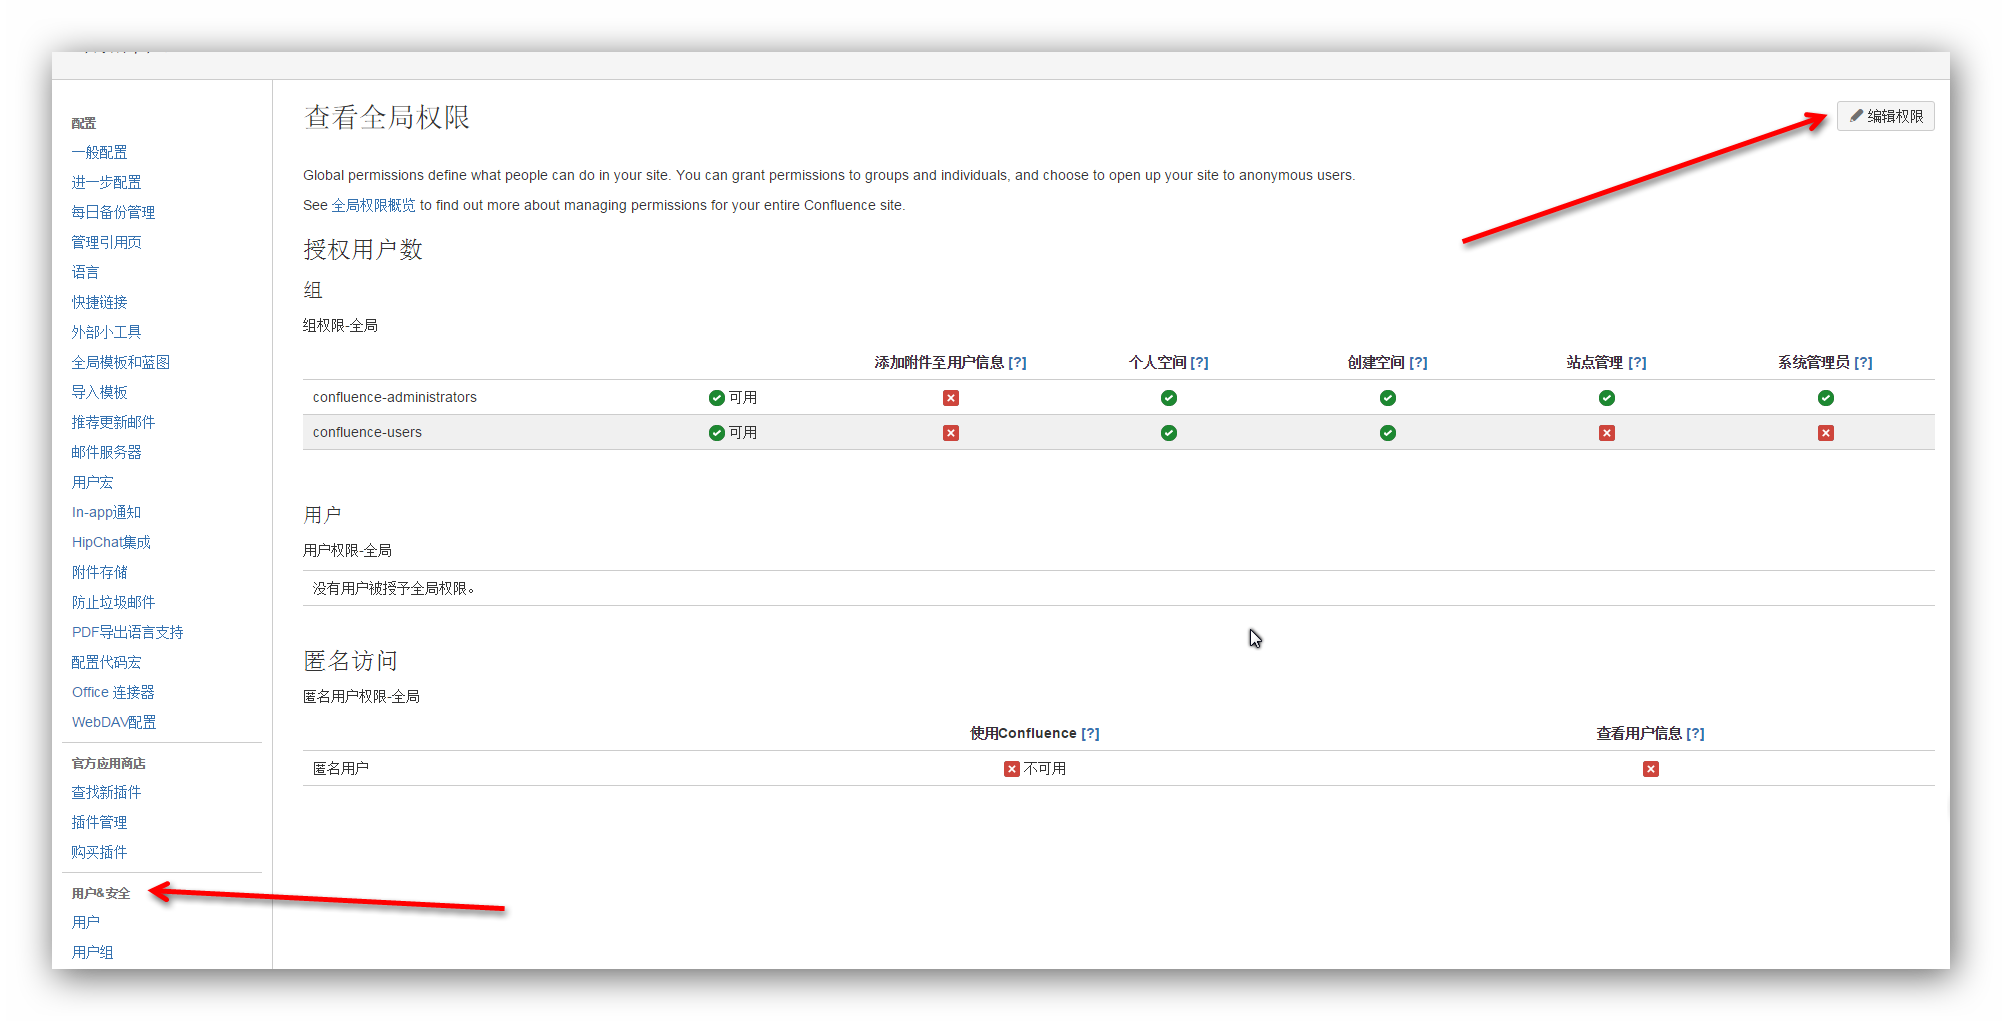 配置
一般配置
进一步配置
每日备份管理
管理引用页
语言
快捷链接
外部小工具
全局模板和蓝图
导入模板
推荐更新邮件
邮件服务器
用户宏
In-app通知
HipChat集成
附件存储
防止垃圾邮件
PDF导出语言支持
配置代码宏
Office 连接器
WebDAV配置
官方应用商店
查找新插件
插件管理
购买插件
用户&安全
用户
用户组
查看全局权限
编辑权限
Global permissions define what people can do in your site. You can grant permissions to groups and individuals, and choose to open up your site to anonymous users.
See 全局权限概览 to find out more about managing permissions for your entire Confluence site.
授权用户数
组
组权限-全局
添加附件至用户信息 [?] 个人空间 [?] 创建空间 [?] 站点管理 [?] 系统管理员 [?]
confluence-administrators 可用
confluence-users 可用
用户
用户权限-全局
没有用户被授予全局权限。
匿名访问
匿名用户权限-全局
使用Confluence [?] 查看用户信息 [?]
匿名用户 不可用